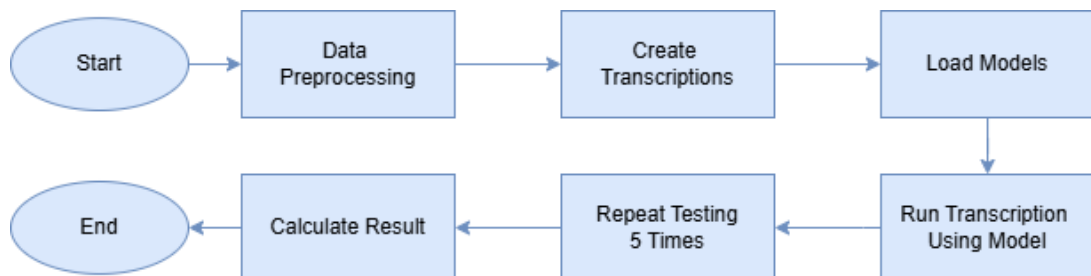 Start
Data
Preprocessing
Create
Transcriptions
Load Models
Run Transcription
Using Model
Repeat Testing
5 Times
Calculate Result
End